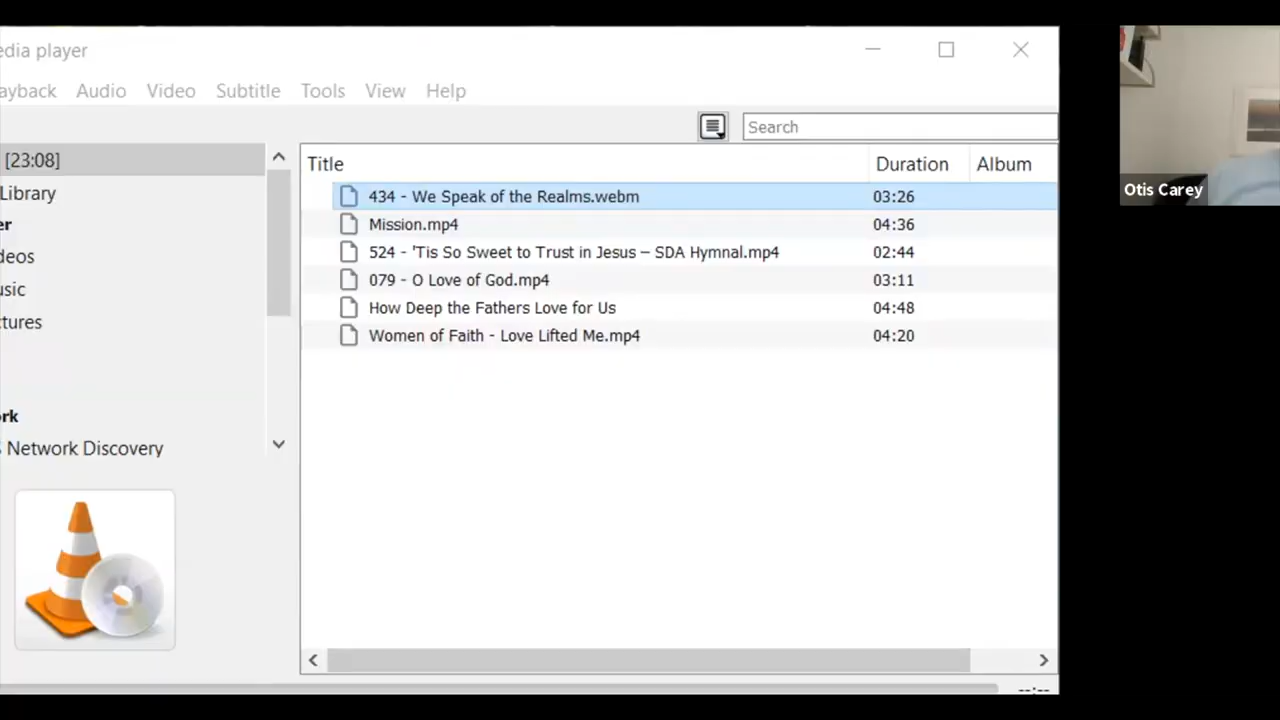 edia player
ayback Audio Video Subtitle Tools View Help
Search
[23:08]
Title Duration Album
Library
434 - We Speak of the Realms.webm 03:26
er
Mission.mp4 04:36
deos
524 - 'Tis So Sweet to Trust in Jesus – SDA Hymnal.mp4 02:44
usic
079 - O Love of God.mp4 03:11
ctures
How Deep the Fathers Love for Us 04:48
Women of Faith - Love Lifted Me.mp4 04:20
ork
S Network Discovery
--:--
Otis Carey